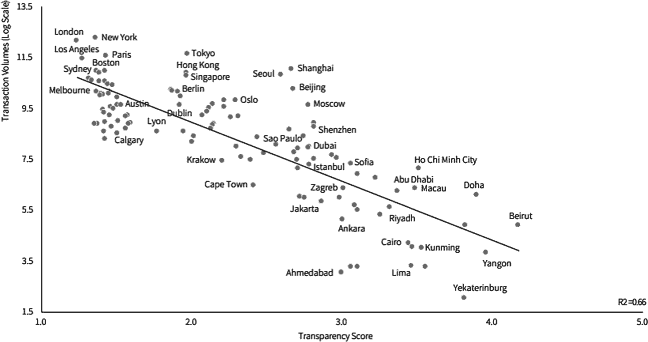 13.5
London
New York
11.5
Los Angeles
Paris
Tokyo
Sydney
Boston
Hong Kong
Singapore
Seoul
Shanghai
Melbourne
Berlin
Beijing
9.5
Austin
Dublin
Oslo
Moscow
Lyon
Calgary
Sao Paulo
Shenzhen
7.5
Dubai
Krakow
Istanbul
Sofia
Ho Chi Minh City
Cape Town
Zagreb
Abu Dhabi
Macau
Doha
5.5
Jakarta
Ankara
Riyadh
Beirut
Cairo
Kunming
Yangon
3.5
Ahmedabad
Lima
Yekaterinburg
1.5
R2=0.66
1.0 2.0 3.0 4.0 5.0
Transparency Score
Transaction Volumes (Log Scale)